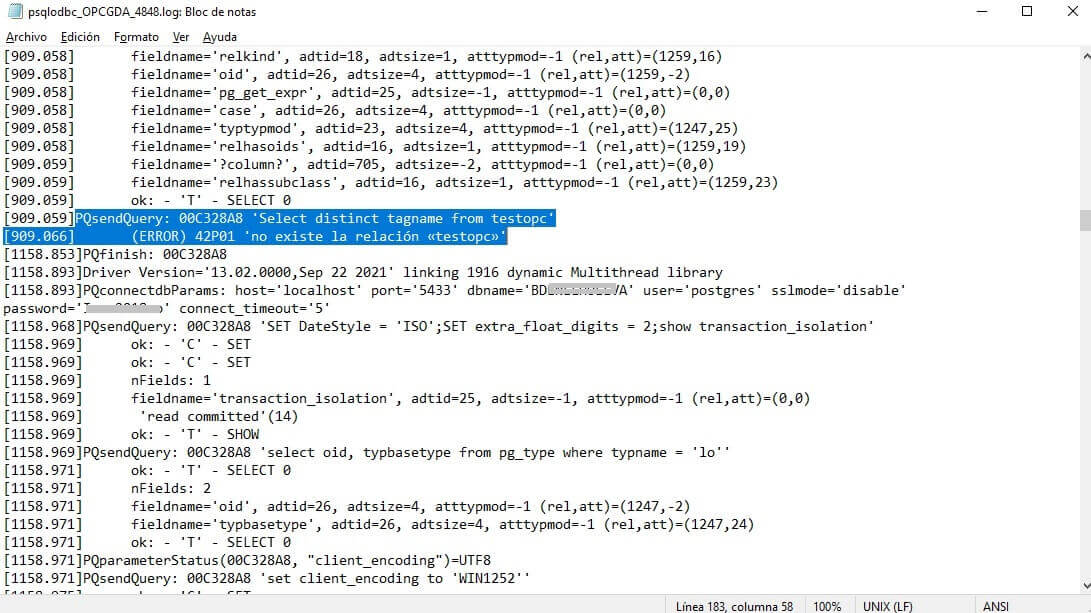 psqlodbc_OPCGDA_4848.log: Bloc de notas
Archivo Edición Formato Ver Ayuda
[909.058] fieldname='relkind', adtid=18, adtsize=1, atttypmod=-1 (rel,att)=(1259,16)
[909.058] fieldname='oid', adtid=26, adtsize=4, atttypmod=-1 (rel,att)=(1259,-2)
[909.058] fieldname='pg_get_expr', adtid=25, adtsize=-1, atttypmod=-1 (rel,att)=(0,0)
[909.058] fieldname='case', adtid=26, adtsize=4, atttypmod=-1 (rel,att)=(0,0)
[909.058] fieldname='typtypmod', adtid=23, adtsize=4, atttypmod=-1 (rel,att)=(1247,25)
[909.058] fieldname='relhasoids', adtid=16, adtsize=1, atttypmod=-1 (rel,att)=(1259,19)
[909.059] fieldname='?column?', adtid=705, adtsize=-2, atttypmod=-1 (rel,att)=(0,0)
[909.059] fieldname='relhassubclass', adtid=16, adtsize=1, atttypmod=-1 (rel,att)=(1259,23)
[909.059] ok: - 'T' - SELECT 0
[909.059]PQsendQuery: 00C328A8 'Select distinct tagname from testopc'
[909.066] (ERROR) 42P01 'no existe la relación «testopc»'
[1158.853]PQfinish: 00C328A8
[1158.893]Driver Version='13.02.0000,Sep 22 2021' linking 1916 dynamic Multithread library
[1158.893]PQconnectdbParams: host='localhost' port='5433' dbname= user='postgres' sslmode='disable'
password= connect_timeout='5'
[1158.968]PQsendQuery: 00C328A8 'SET DateStyle = 'ISO';SET extra_float_digits = 2;show transaction_isolation'
[1158.969] ok: - 'C' - SET
[1158.969] ok: - 'C' - SET
[1158.969] nFields: 1
[1158.969] fieldname='transaction_isolation', adtid=25, adtsize=-1, atttypmod=-1 (rel,att)=(0,0)
[1158.969] 'read committed'(14)
[1158.969] ok: - 'T' - SHOW
[1158.969]PQsendQuery: 00C328A8 'select oid, typbasetype from pg_type where typname = 'lo''
[1158.971] ok: - 'T' - SELECT 0
[1158.971] nFields: 2
[1158.971] fieldname='oid', adtid=26, adtsize=4, atttypmod=-1 (rel,att)=(1247,-2)
[1158.971] fieldname='typbasetype', adtid=26, adtsize=4, atttypmod=-1 (rel,att)=(1247,24)
[1158.971] ok: - 'T' - SELECT 0
[1158.971]PQparameterStatus(00C328A8, "client_encoding")=UTF8
[1158.971]PQsendQuery: 00C328A8 'set client_encoding to 'WIN1252''
Línea 183, columna 58 100% UNIX (LF) ANSI